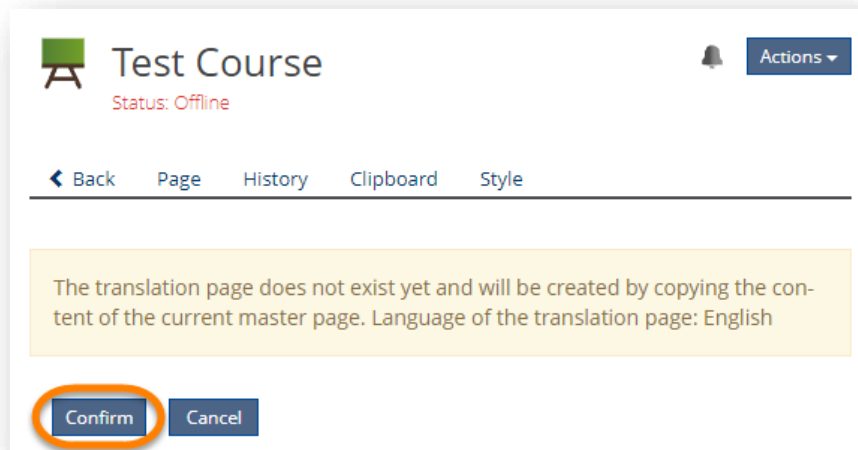 Test Course
Actions
Status: Offline
Back Page History Clipboard Style
The translation page does not exist yet and will be created by copying the con-
tent of the current master page. Language of the translation page: English
Confirm Cancel